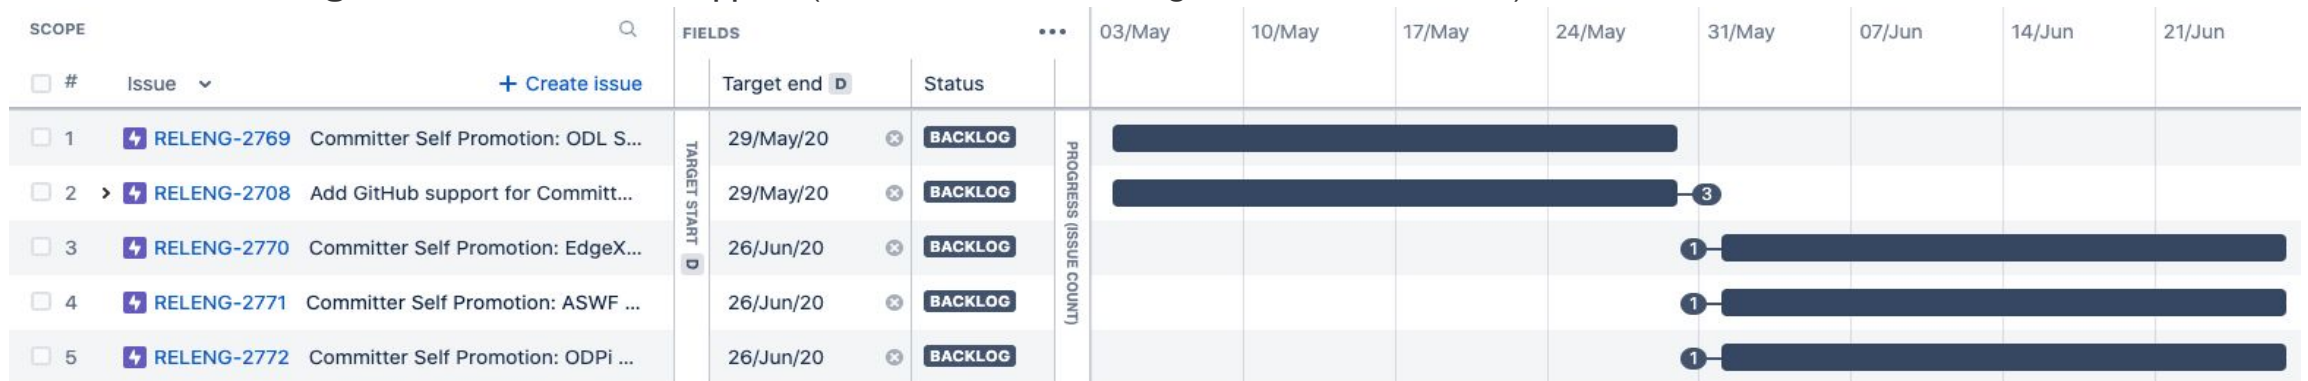 SCOPE FIELDS ••• 03/May 10/May 17/May 24/May 31/May 07/Jun 14/Jun 21/Jun
# Issue + Create issue Target end D Status
TARGET START D
PROGRESS (ISSUE COUNT)
1 RELENG-2769 Committer Self Promotion: ODL S... 29/May/20 BACKLOG
2 RELENG-2708 Add GitHub support for Committ... 29/May/20 BACKLOG 3
3 RELENG-2770 Committer Self Promotion: EdgeX... 26/Jun/20 BACKLOG 1
4 RELENG-2771 Committer Self Promotion: ASWF ... 26/Jun/20 BACKLOG 1
5 RELENG-2772 Committer Self Promotion: ODPi ... 26/Jun/20 BACKLOG 1